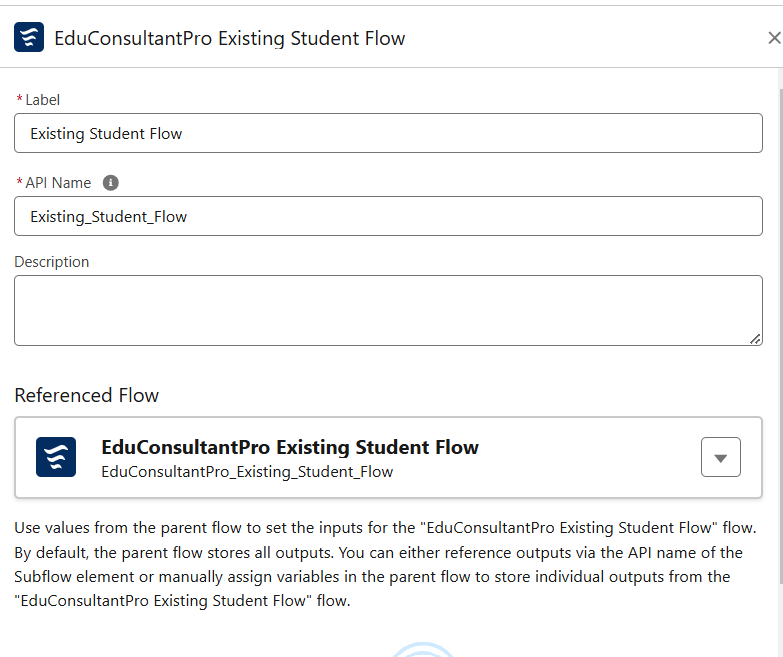 EduConsultantPro Existing Student Flow
* Label
Existing Student Flow
* API Name
Existing_Student_Flow
Description
Referenced Flow
EduConsultantPro Existing Student Flow
EduConsultantPro_Existing_Student_Flow
Use values from the parent flow to set the inputs for the "EduConsultantPro Existing Student Flow" flow.
By default, the parent flow stores all outputs. You can either reference outputs via the API name of the
Subflow element or manually assign variables in the parent flow to store individual outputs from the
"EduConsultantPro Existing Student Flow" flow.